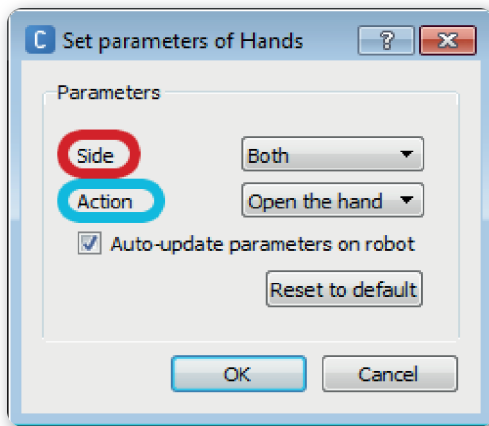 C Set parameters of Hands ?
Parameters
Side Both
Action Open the hand
Auto-update parameters on robot
Reset to default
OK Cancel